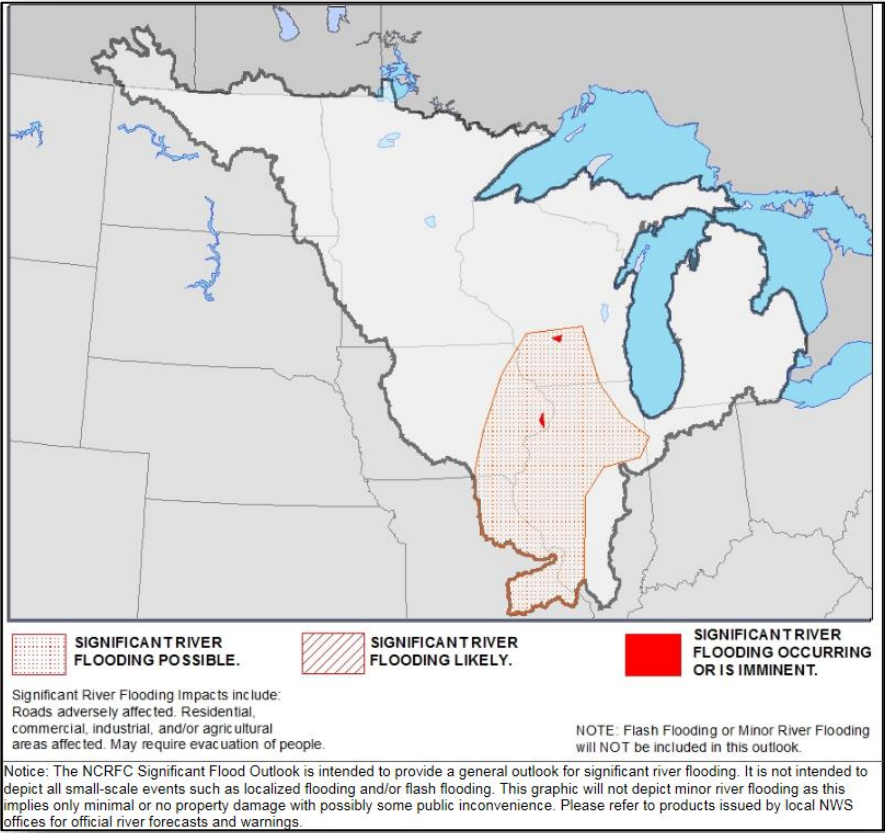 SIGNIFICANT RIVER
FLOODING POSSIBLE.
SIGNIFICANT RIVER
FLOODING LIKELY.
SIGNIFICANT RIVER
FLOODING OCCURRING
OR IS IMMINENT.
Significant River Flooding Impacts include:
Roads adversely affected. Residential,
commercial, industrial, and/or agricultural
areas affected. May require evacuation of people.
NOTE: Flash Flooding or Minor River Flooding
will NOT be included in this outlook.
Notice: The NCRFC Significant Flood Outlook is intended to provide a general outlook for significant river flooding. It is not intended to
depict all small-scale events such as localized flooding and/or flash flooding. This graphic will not depict minor river flooding as this
implies only minimal or no property damage with possibly some public inconvenience. Please refer to products issued by local NWS
offices for official river forecasts and warnings.